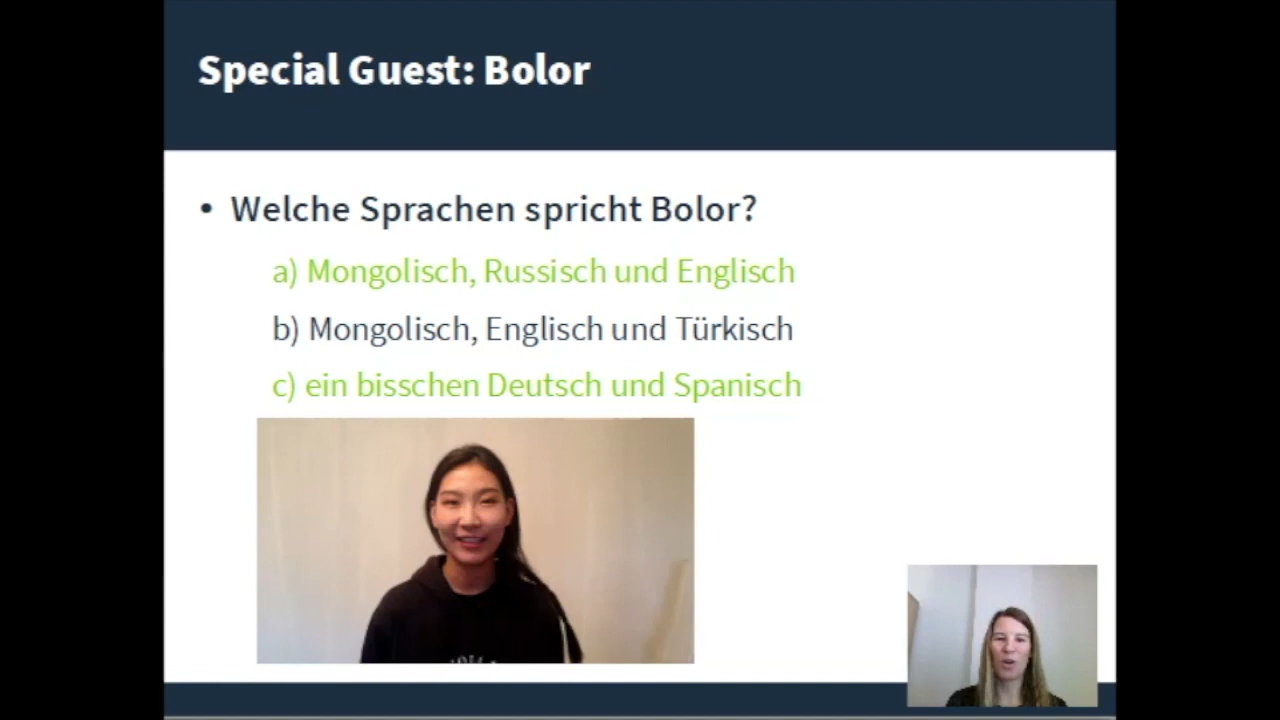 Special Guest: Bolor
• Welche Sprachen spricht Bolor?
a) Mongolisch, Russisch und Englisch
b) Mongolisch, Englisch und Türkisch
c) ein bisschen Deutsch und Spanisch